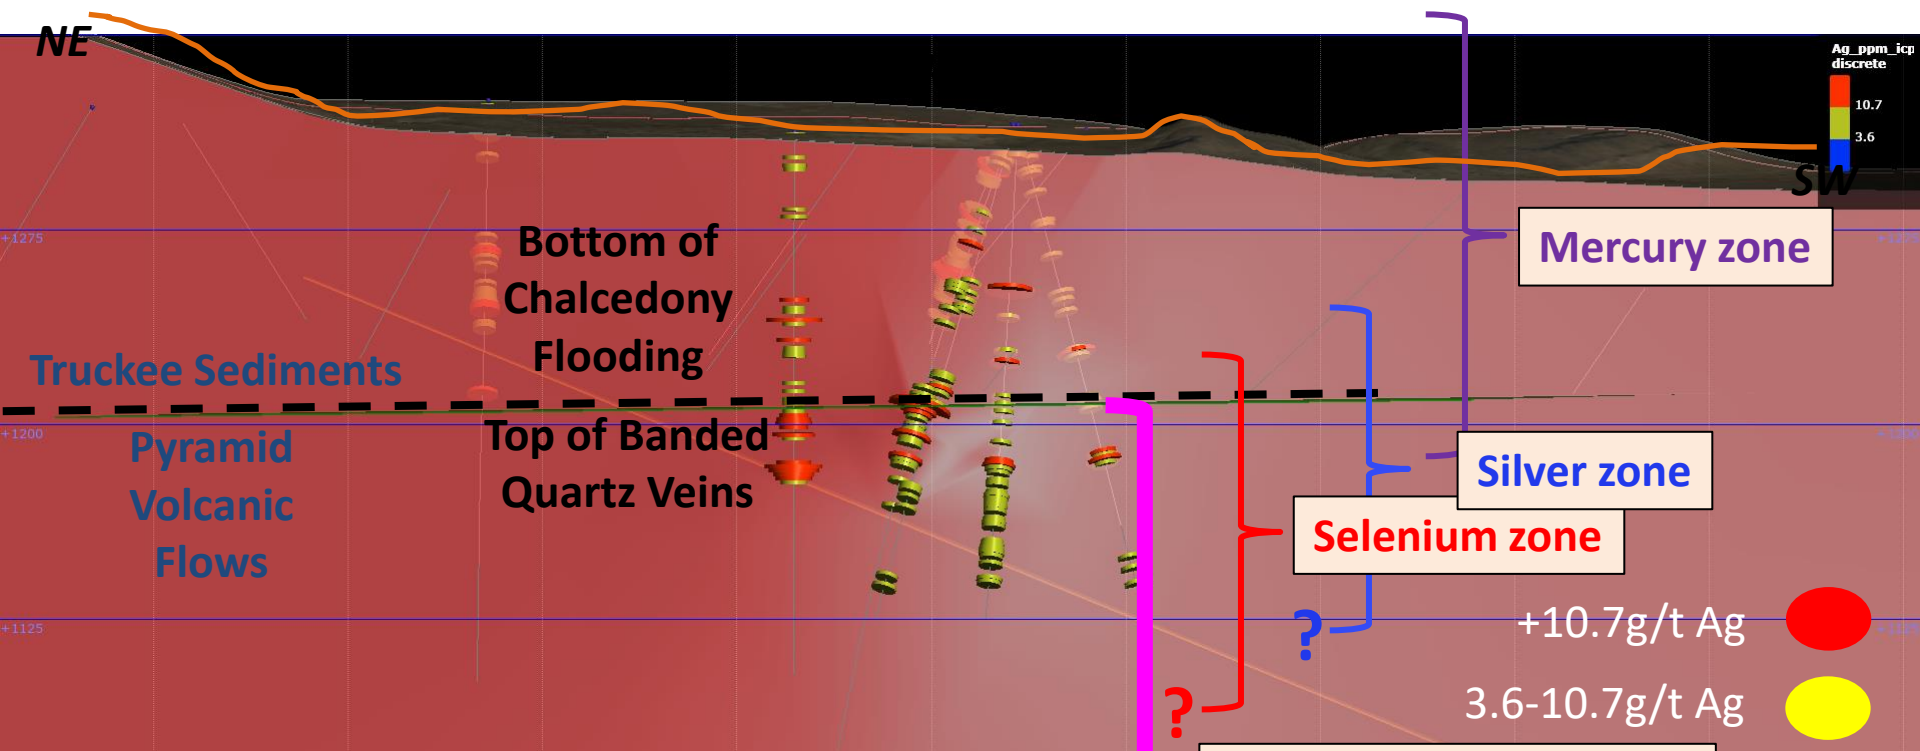 NE
Ag_ppm_icp
discrete
10.7
3.6
SW
+1275
Bottom of
Chalcedony
Flooding
Mercury zone
Truckee Sediments
+1200
Pyramid
Volcanic
Flows
Top of Banded
Quartz Veins
Silver zone
Selenium zone
+1125
?
+10.7g/t Ag
?
3.6-10.7g/t Ag